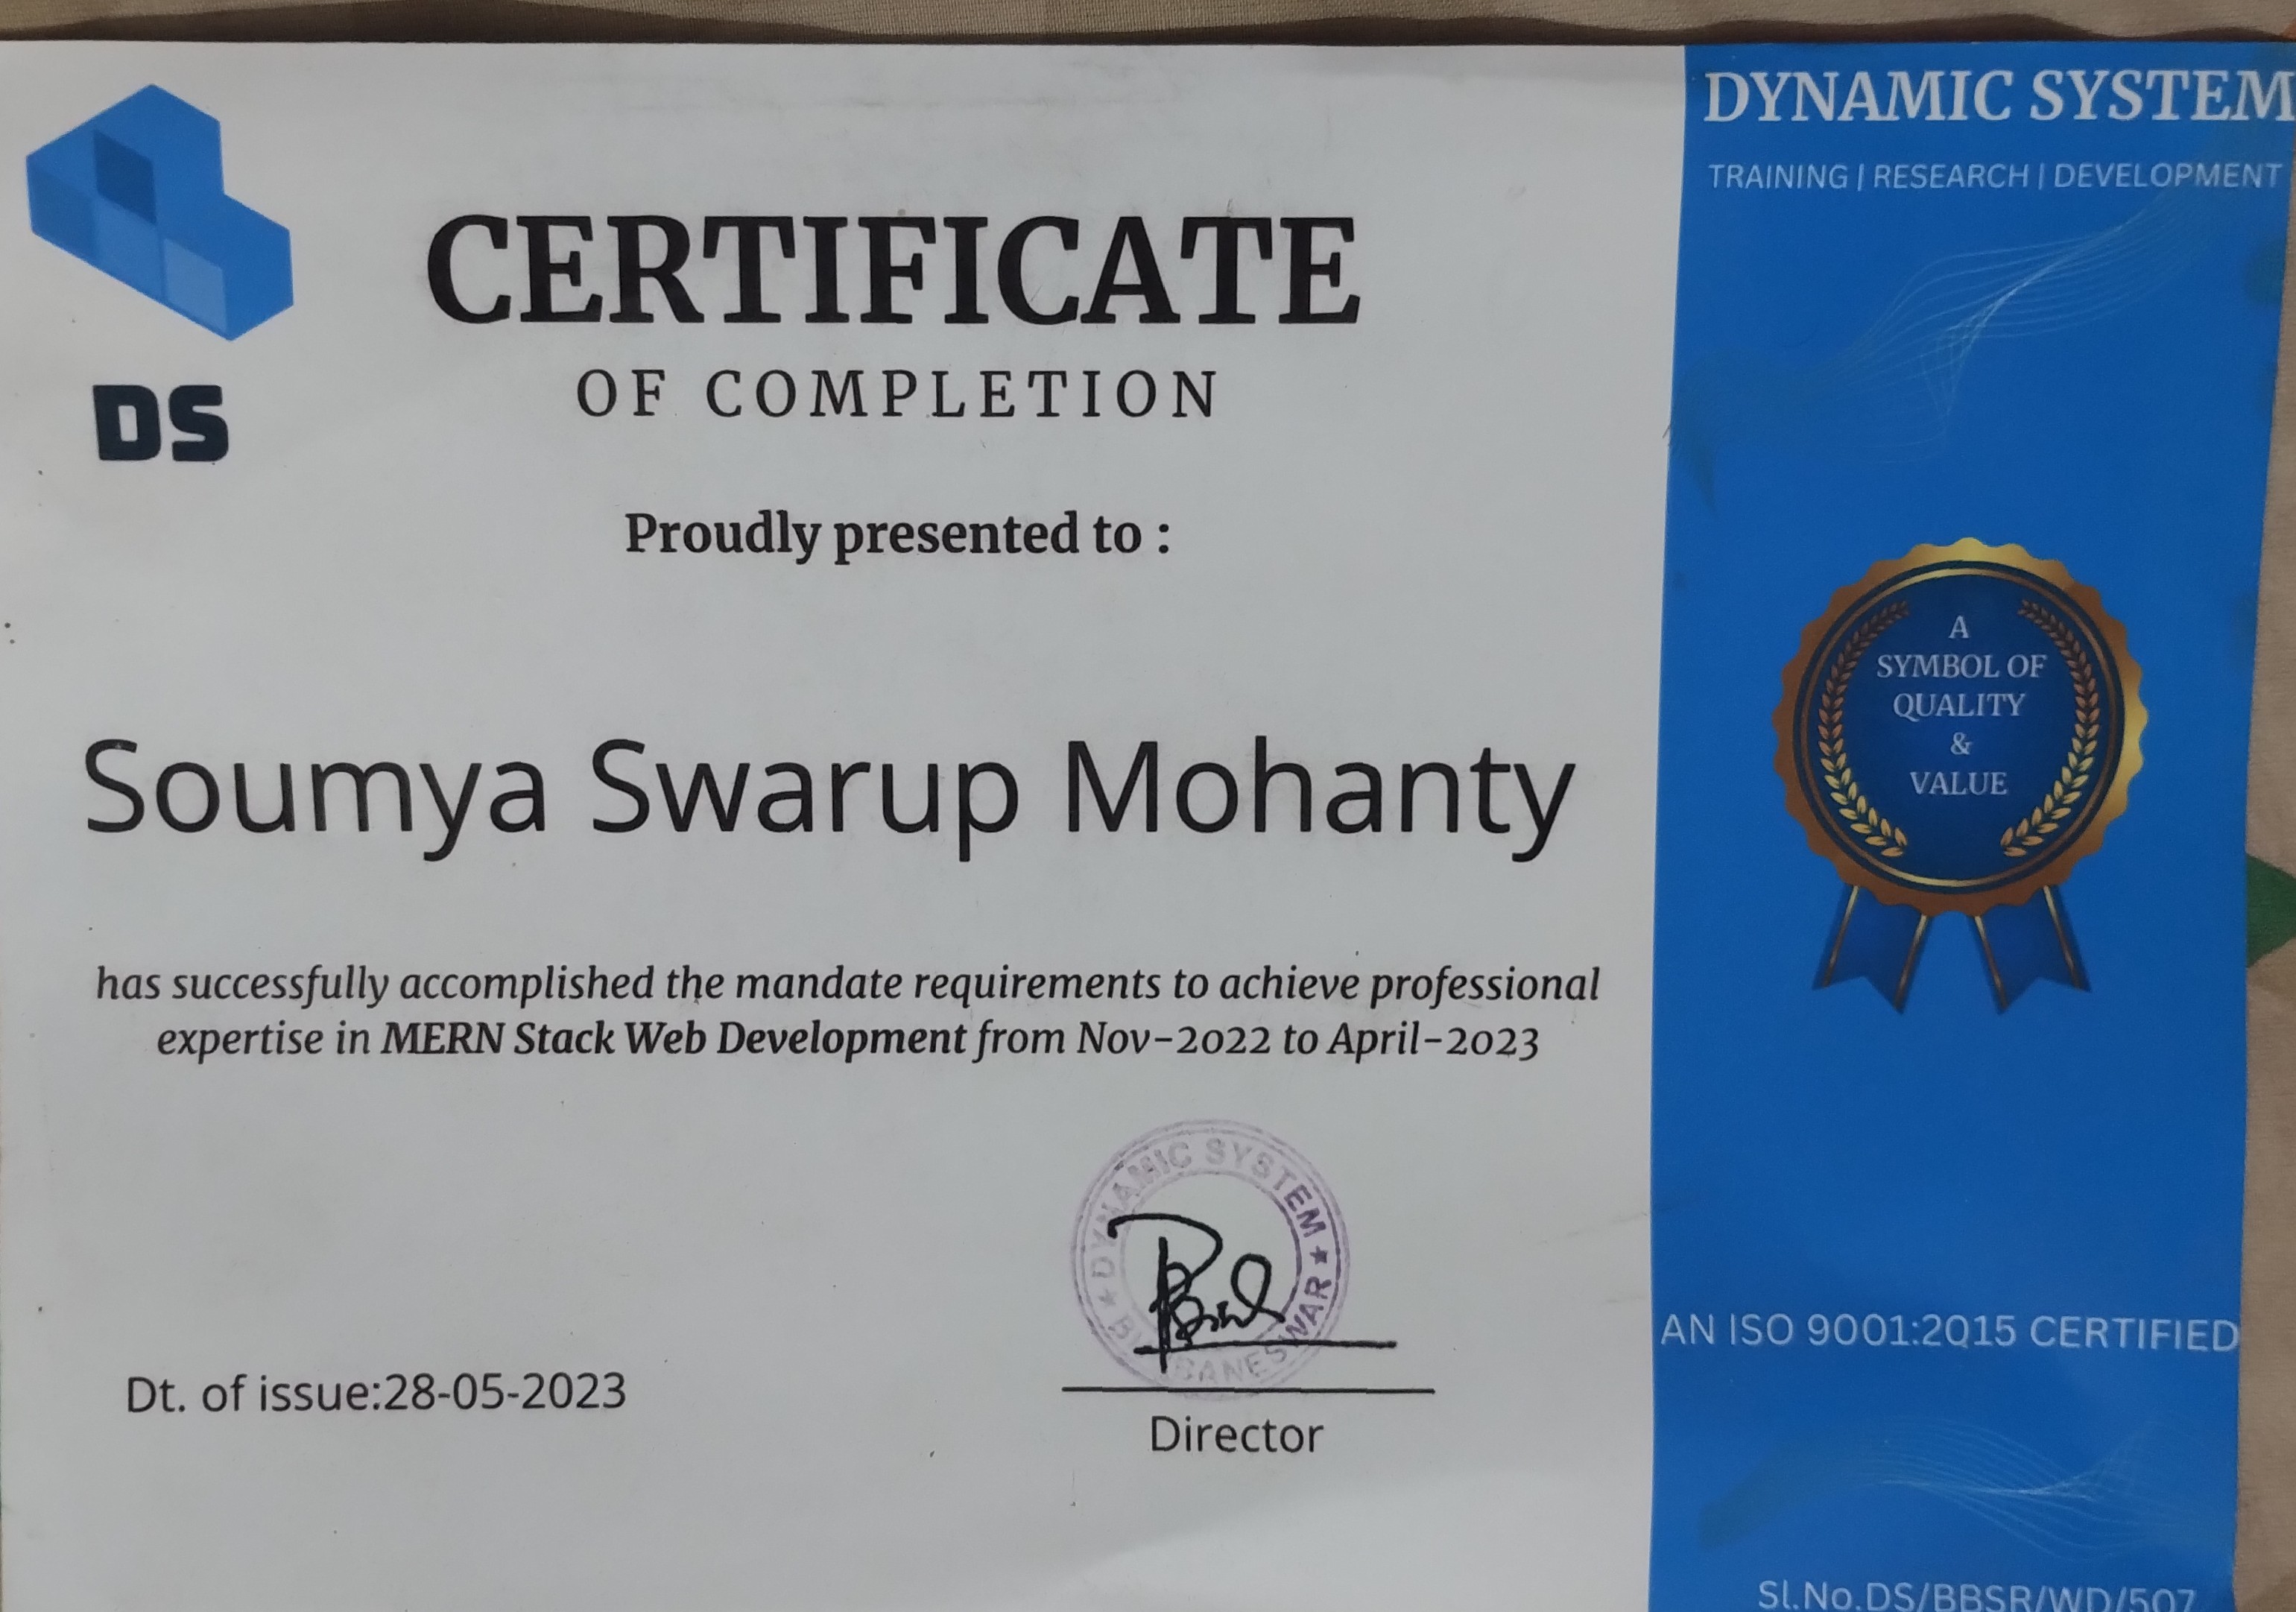 DS
CERTIFICATE
OF COMPLETION
Proudly presented to :
Soumya Swarup Mohanty
has successfully accomplished the mandate requirements to achieve professional
expertise in MERN Stack Web Development from Nov-2022 to April-2023
Dt. of issue:28-05-2023
★ DYNAMIC SYSTEM ★
BHUBANESWAR
Director
DYNAMIC SYSTEM
TRAINING | RESEARCH | DEVELOPMENT
A
SYMBOL OF
QUALITY
&
VALUE
AN ISO 9001:2015 CERTIFIED
Sl.No.DS/BBSR/WD/507